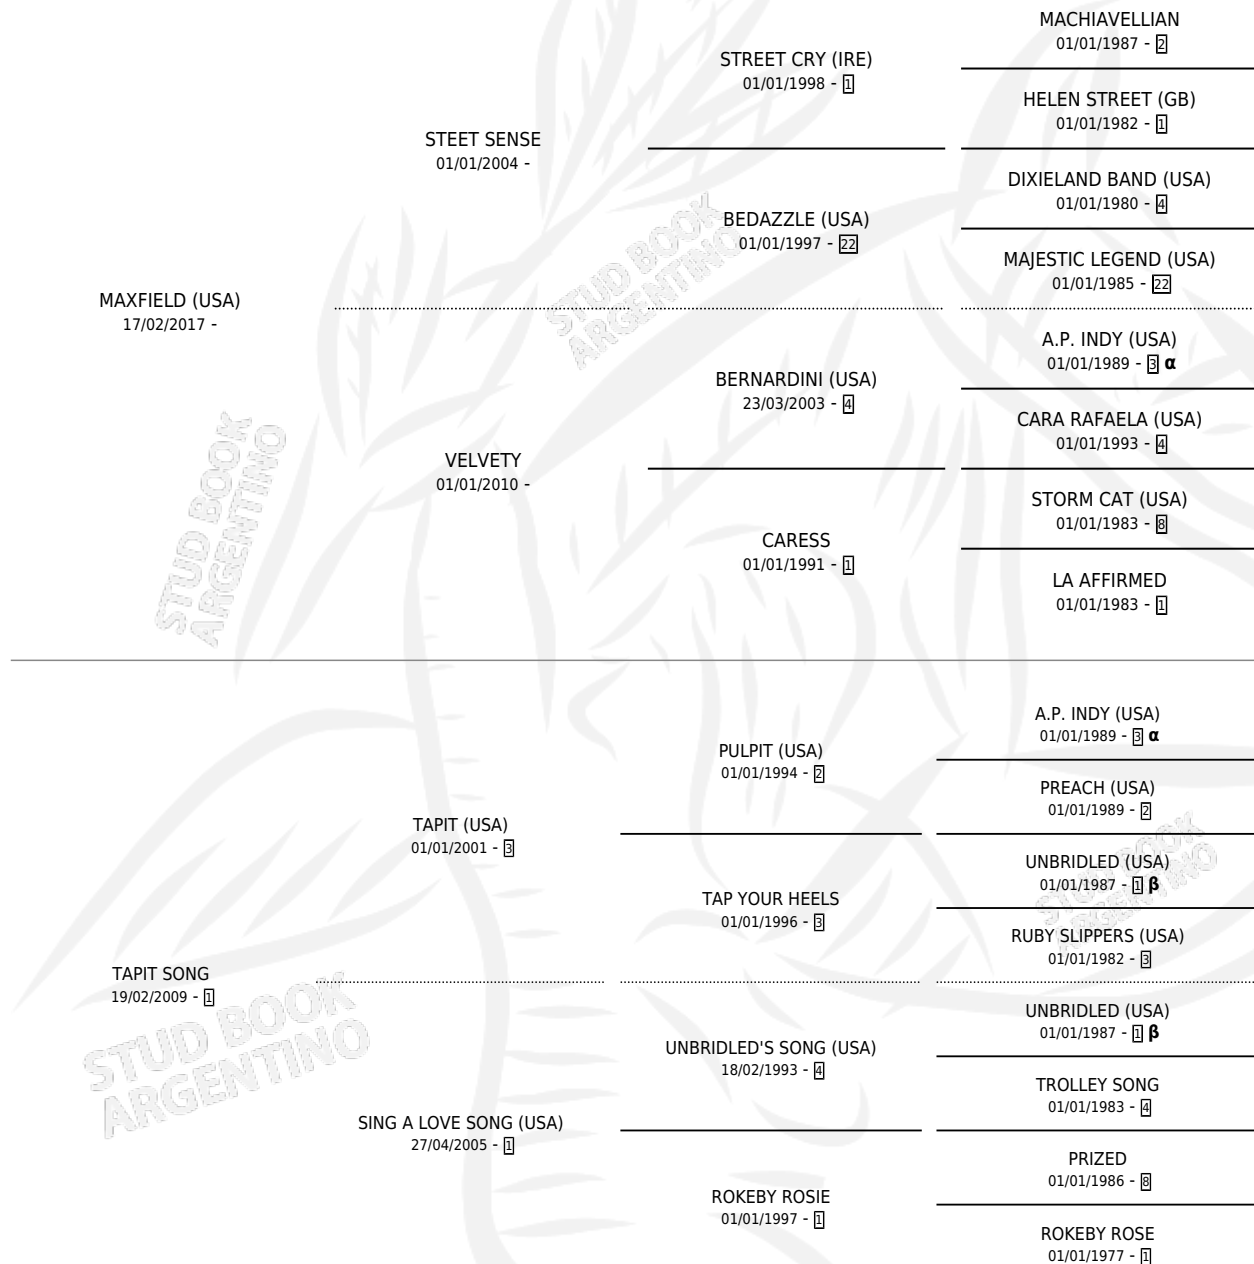 MACHIAVELLIAN
01/01/1987 - 2
STREET CRY (IRE)
01/01/1998 - 1
HELEN STREET (GB)
01/01/1982 - 1
STEET SENSE
01/01/2004 -
DIXIELAND BAND (USA)
01/01/1980 - 4
BEDAZZLE (USA)
01/01/1997 - 22
MAJESTIC LEGEND (USA)
01/01/1985 - 22
MAXFIELD (USA)
17/02/2017 -
A.P. INDY (USA)
01/01/1989 - 3 α
BERNARDINI (USA)
23/03/2003 - 4
CARA RAFAELA (USA)
01/01/1993 - 4
VELVETY
01/01/2010 -
STORM CAT (USA)
01/01/1983 - 8
CARESS
01/01/1991 - 1
LA AFFIRMED
01/01/1983 - 1
A.P. INDY (USA)
01/01/1989 - 3 α
PULPIT (USA)
01/01/1994 - 2
PREACH (USA)
01/01/1989 - 2
TAPIT (USA)
01/01/2001 - 3
UNBRIDLED (USA)
01/01/1987 - 1 β
TAP YOUR HEELS
01/01/1996 - 3
RUBY SLIPPERS (USA)
01/01/1982 - 3
TAPIT SONG
19/02/2009 - 1
UNBRIDLED (USA)
01/01/1987 - 1 β
UNBRIDLED'S SONG (USA)
18/02/1993 - 4
TROLLEY SONG
01/01/1983 - 4
SING A LOVE SONG (USA)
27/04/2005 - 1
PRIZED
01/01/1986 - 8
ROKEBY ROSIE
01/01/1997 - 1
ROKEBY ROSE
01/01/1977 - 1
STUD BOOK
ARGENTINO
STUD BOOK
ARGENTINO
STUD BOOK
ARGENTINO
STUD BOOK
ARGENTINO